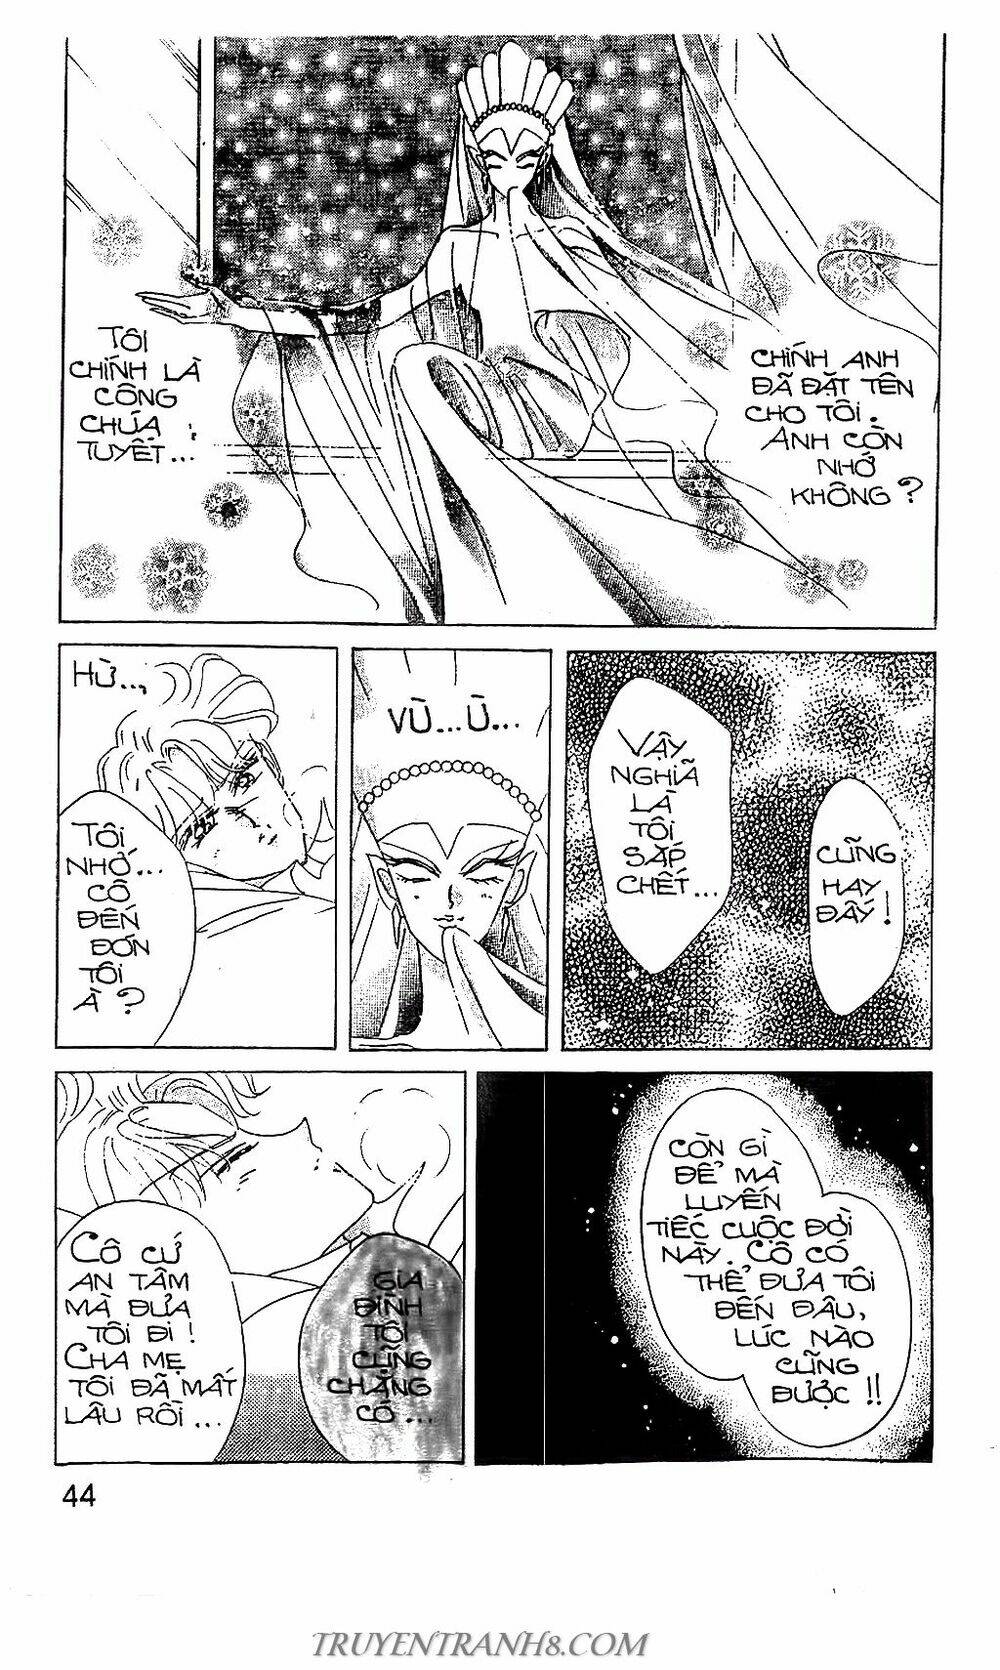 TÔI
CHÍNH LÀ
CÔNG
CHÚA
TUYẾT...
CHÍNH ANH
ĐÃ ĐẶT TÊN
CHO TÔI.
ANH CÒN
NHỚ
KHÔNG?
HỪ...,
TÔI
NHỚ...
CÔ
ĐẾN
ĐÓN
TÔI
À?
VÙ...Ù...
VẬY
NGHĨA
LÀ
TÔI
SẮP
CHẾT...
CŨNG
HAY
ĐẤY!
CÔ CỨ
AN TÂM
MÀ ĐƯA
TÔI ĐI!
CHA MẸ
TÔI ĐÃ MẤT
LÂU RỒI...
GIA
ĐÌNH
TÔI
CŨNG
CHẲNG
CÓ...
CÒN GÌ
ĐỂ MÀ
LUYẾN
TIẾC CUỘC ĐỜI
NÀY. CÔ CÓ
THỂ ĐƯA TÔI
ĐẾN ĐÂU,
LÚC NÀO
CŨNG
ĐƯỢC!!
44
TRUYENTRANH8.COM